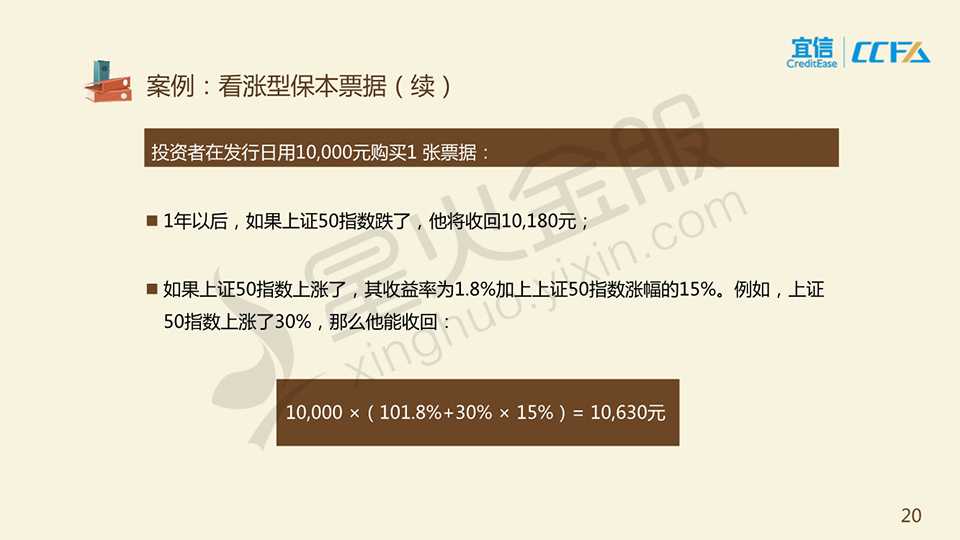 宜信
CreditEase
CCFA
案例：看涨型保本票据（续）
投资者在发行日用10,000元购买1 张票据：
1年以后，如果上证50指数跌了，他将收回10,180元；
如果上证50指数上涨了，其收益率为1.8%加上上证50指数涨幅的15%。例如，上证
50指数上涨了30%，那么他能收回：
10,000 ×（101.8%+30% × 15%）= 10,630元
星火金服
xinghuo.yixin.com
20